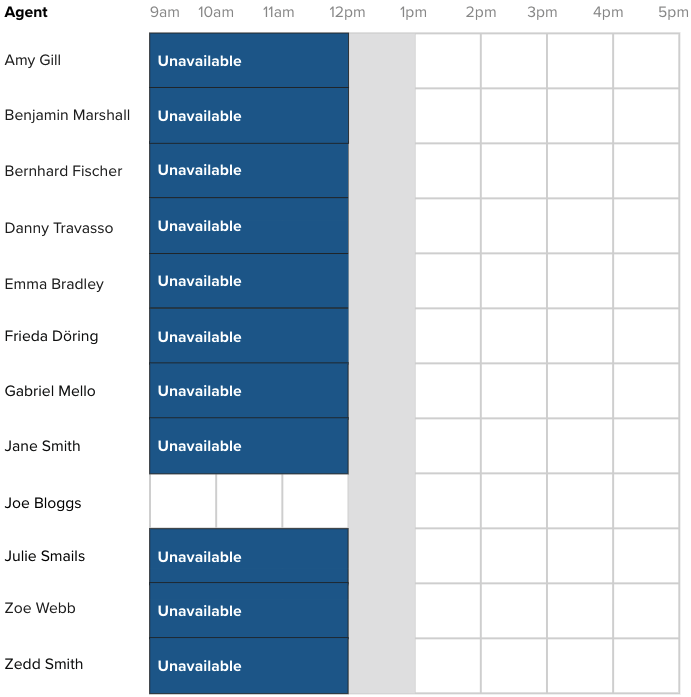 Agent 9am 10am 11am 12pm 1pm 2pm 3pm 4pm 5pm
Amy Gill Unavailable
Benjamin Marshall Unavailable
Bernhard Fischer Unavailable
Danny Travasso Unavailable
Emma Bradley Unavailable
Frieda Döring Unavailable
Gabriel Mello Unavailable
Jane Smith Unavailable
Joe Bloggs
Julie Smails Unavailable
Zoe Webb Unavailable
Zedd Smith Unavailable